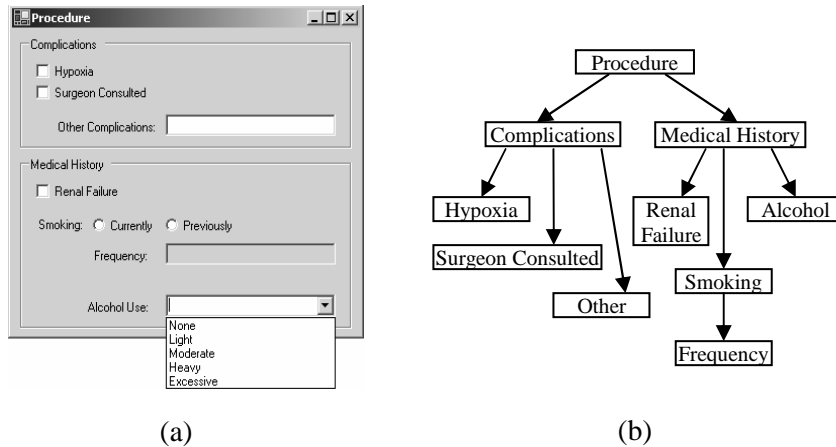 Procedure
Complications
Hypoxia
Surgeon Consulted
Other Complications:
Medical History
Renal Failure
Smoking: Currently Previously
Frequency:
Alcohol Use:
None
Light
Moderate
Heavy
Excessive
(a)
Procedure
Complications Medical History
Hypoxia
Renal
Failure
Alcohol
Surgeon Consulted
Smoking
Other
Frequency
(b)